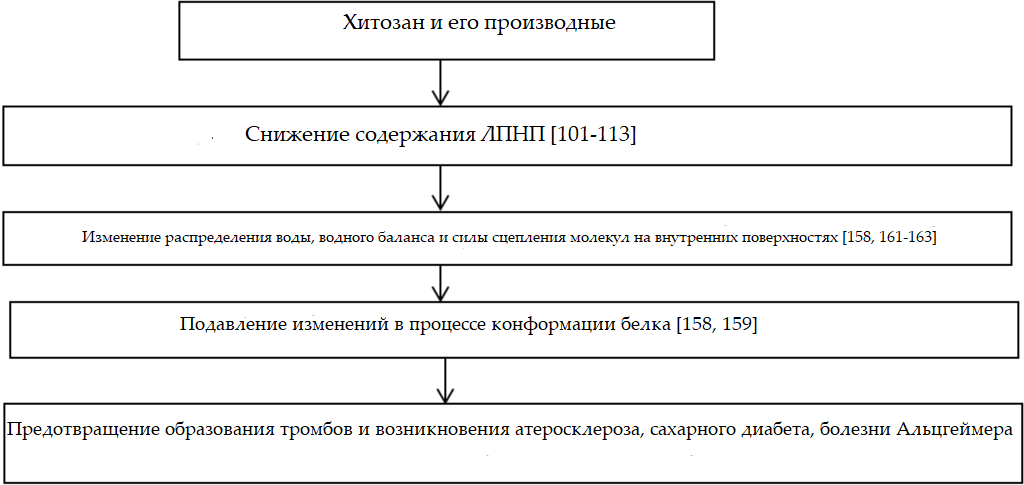 Хитозан и его производные
Снижение содержания ЛПНП [101-113]
Изменение распределения воды, водного баланса и силы сцепления молекул на внутренних поверхностях [158, 161-163]
Подавление изменений в процессе конформации белка [158, 159]
Предотвращение образования тромбов и возникновения атеросклероза, сахарного диабета, болезни Альцгеймера